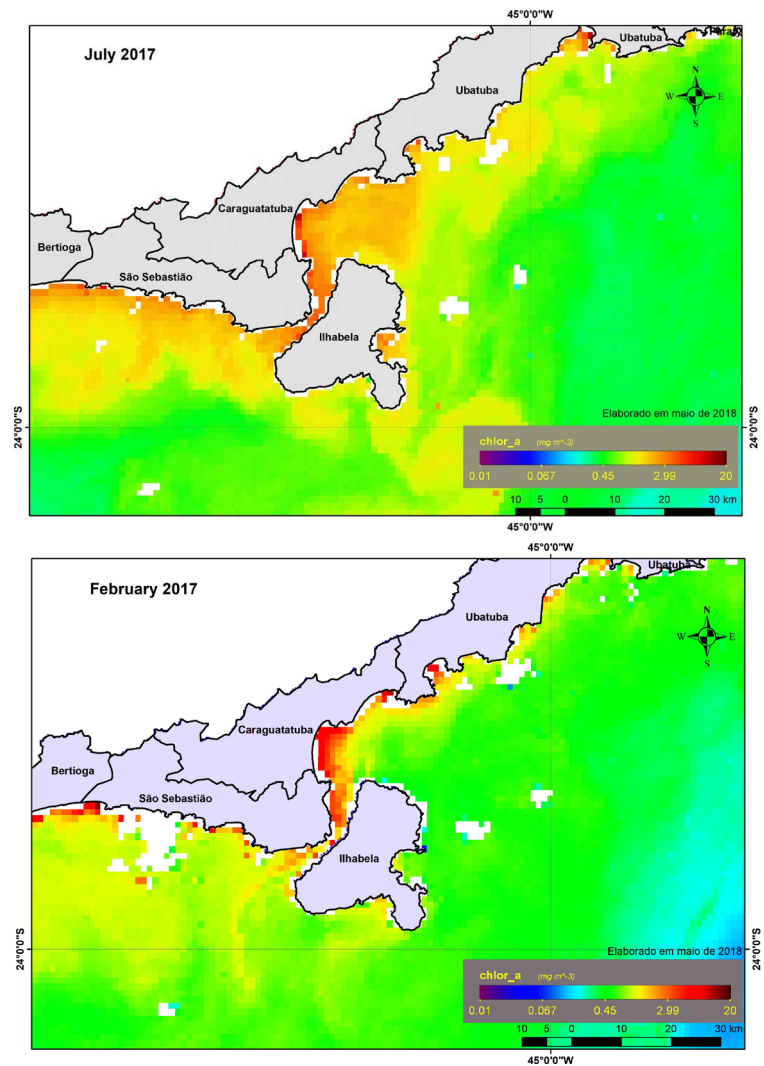 45°0'0"W
July 2017
Ubatuba
Ubatuba
N
W E
S
Caraguatatuba
Bertioga
São Sebastião
Ilhabela
Elaborado em maio de 2018
24°0'0"S
24°0'0"S
chlor_a (mg m^-3)
0.01 0.067 0.45 2.99 20
10 5 0 10 20 30 km
45°0'0"W
45°0'0"W
February 2017
Ubatuba
Ubatuba
N
W E
S
Caraguatatuba
Bertioga
São Sebastião
Ilhabela
24°0'0"S
24°0'0"S
Elaborado em maio de 2018
chlor_a (mg m^-3)
0.01 0.067 0.45 2.99 20
10 5 0 10 20 30 km
45°0'0"W